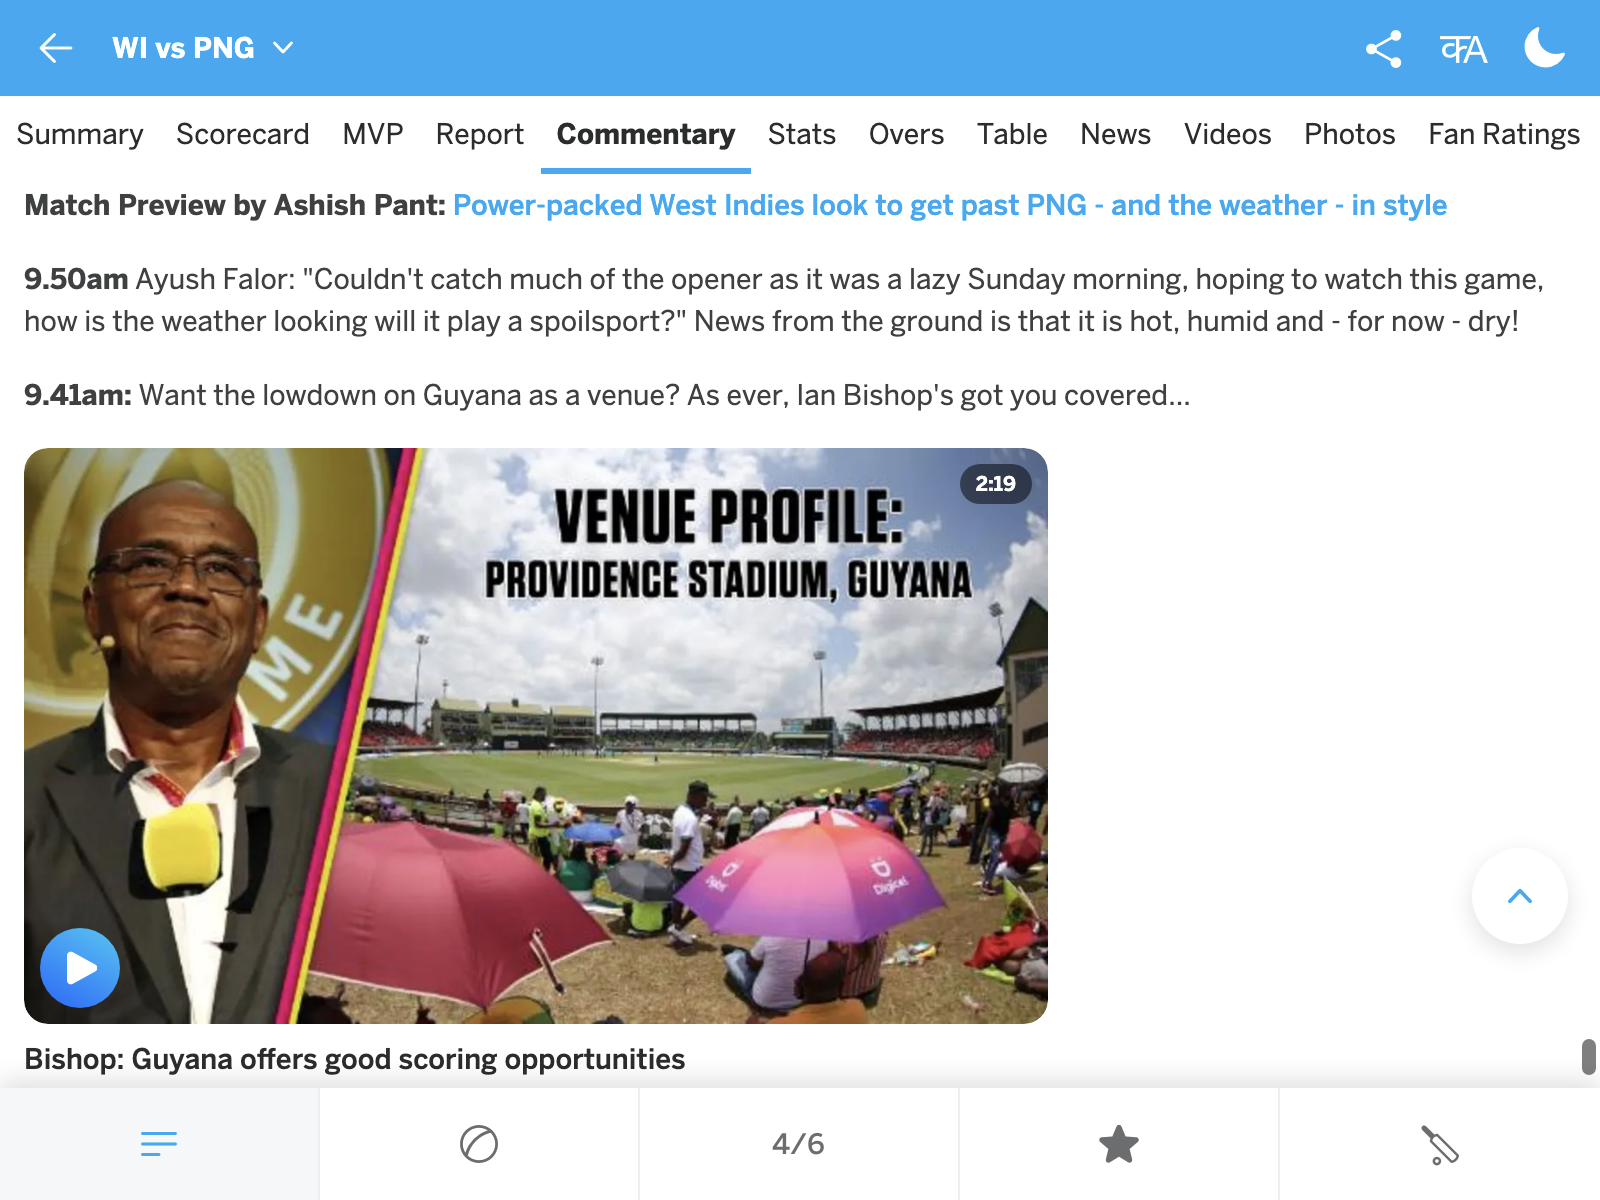 WI vs PNG
Summary Scorecard MVP Report Commentary Stats Overs Table News Videos Photos Fan Ratings
Match Preview by Ashish Pant: Power-packed West Indies look to get past PNG - and the weather - in style
9.50am Ayush Falor: "Couldn't catch much of the opener as it was a lazy Sunday morning, hoping to watch this game,
how is the weather looking will it play a spoilsport?" News from the ground is that it is hot, humid and - for now - dry!
9.41am: Want the lowdown on Guyana as a venue? As ever, Ian Bishop's got you covered...
2:19
VENUE PROFILE:
PROVIDENCE STADIUM, GUYANA
ME
Digicel
Digicel
Bishop: Guyana offers good scoring opportunities
4/6